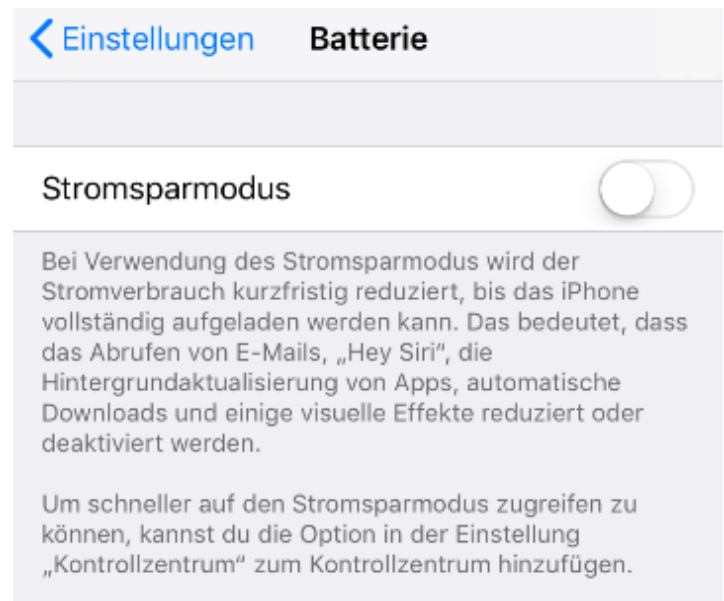 Einstellungen Batterie
Stromsparmodus
Bei Verwendung des Stromsparmodus wird der
Stromverbrauch kurzfristig reduziert, bis das iPhone
vollständig aufgeladen werden kann. Das bedeutet, dass
das Abrufen von E-Mails, „Hey Siri“, die
Hintergrundaktualisierung von Apps, automatische
Downloads und einige visuelle Effekte reduziert oder
deaktiviert werden.
Um schneller auf den Stromsparmodus zugreifen zu
können, kannst du die Option in der Einstellung
„Kontrollzentrum“ zum Kontrollzentrum hinzufügen.